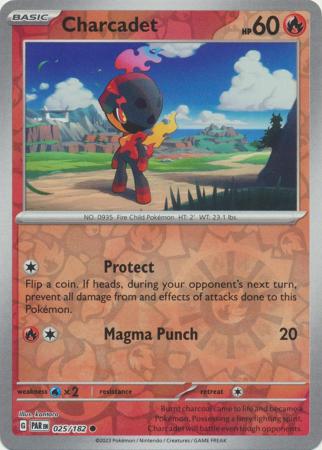 BASIC
Charcadet
HP 60
NO. 0935 Fire Child Pokémon. HT: 2' WT: 23.1 lbs.
Protect
Flip a coin. If heads, during your opponent's next turn,
prevent all damage from and effects of attacks done to this
Pokémon.
Magma Punch 20
weakness ×2 resistance retreat
Illus. kantaro
G PAR EN 025/182
Burnt charcoal came to life and became a
Pokémon. Possessing a fiery fighting spirit,
Charcadet will battle even tough opponents.
©2023 Pokémon / Nintendo / Creatures / GAME FREAK